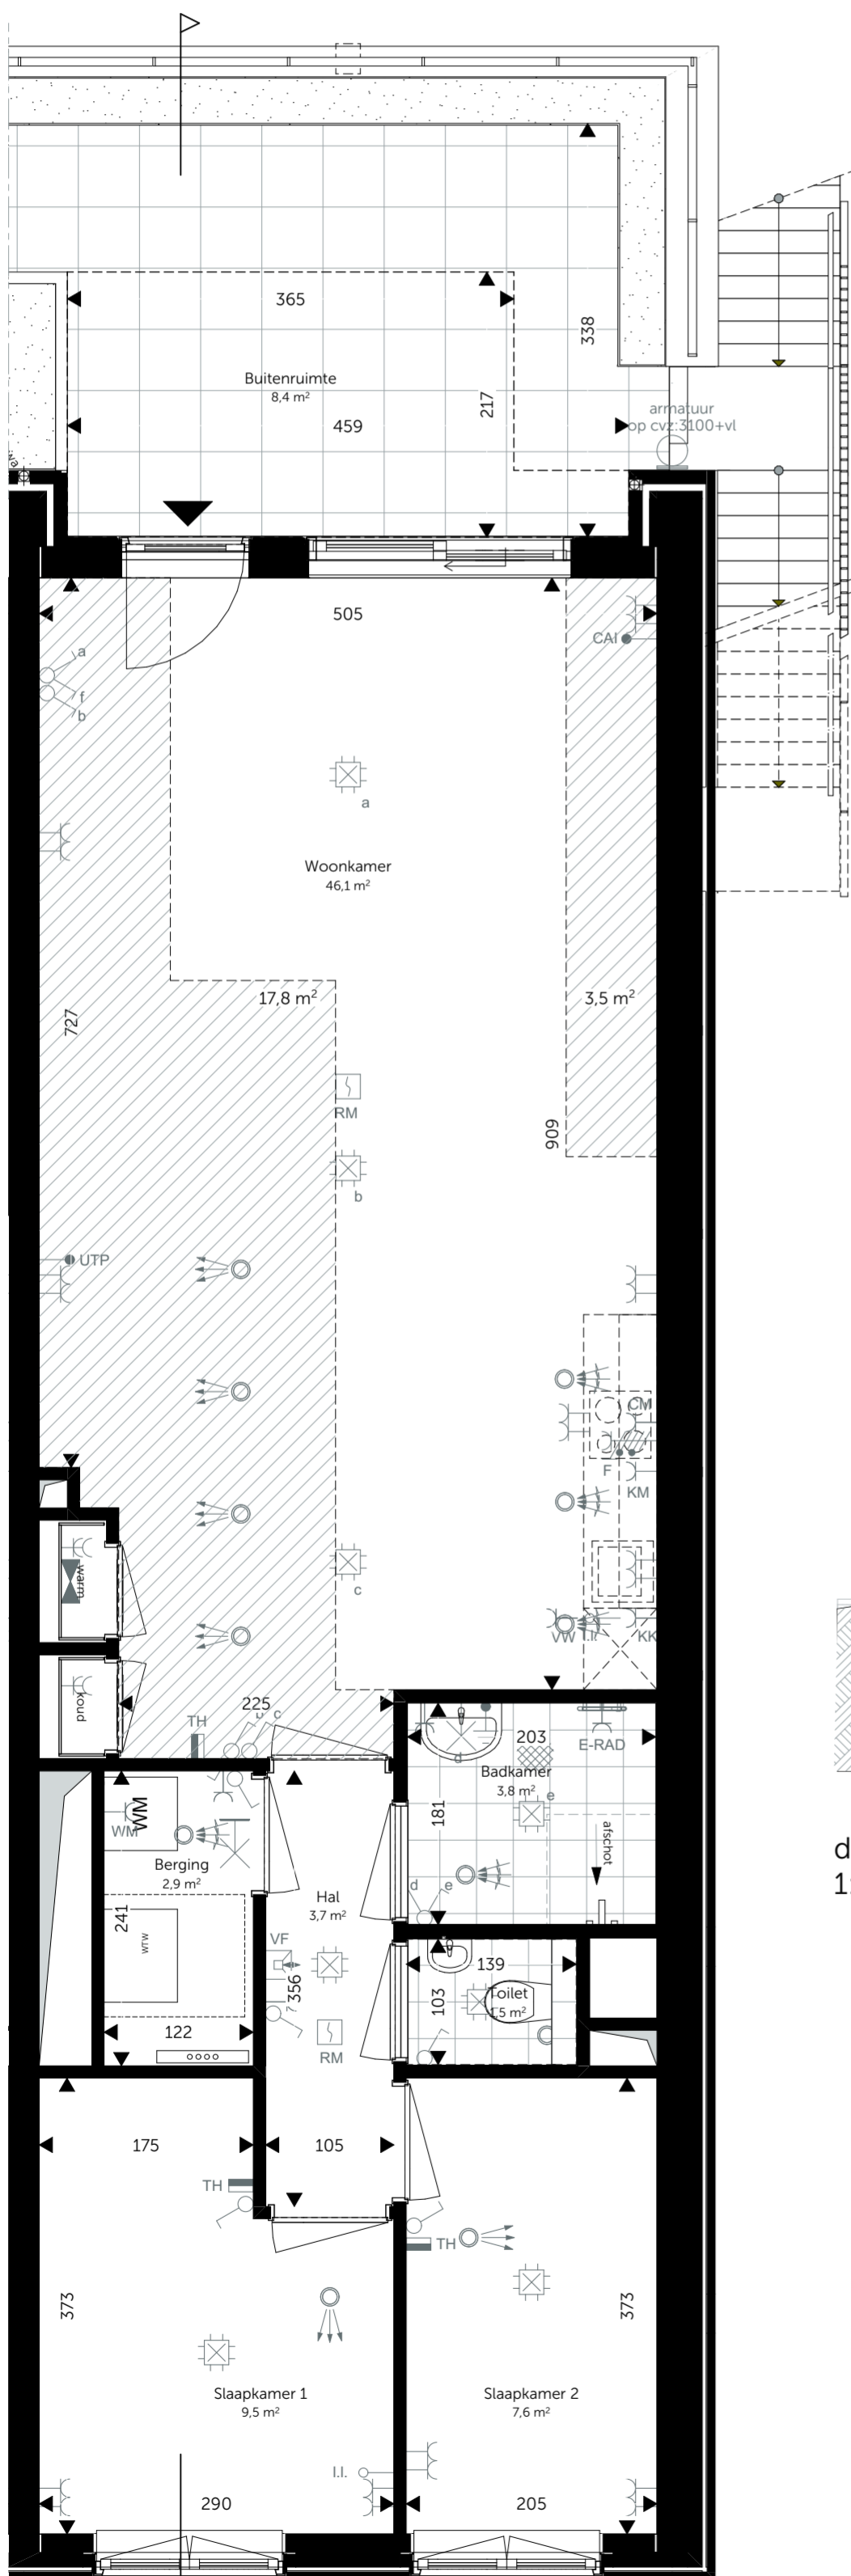 365
338
Buitenruimte
8,4 m²
217
armatuur
op cvz:3100+vl
459
505
CAI
a
f
b
a
Woonkamer
46,1 m²
17,8 m²
3,5 m²
727
RM
909
b
UTP
CM
F
KM
c
warm
VW
KK
koud
225
c
TH
203
E-RAD
d
Badkamer
3,8 m²
e
181
WM
WM
afschot
Berging
2,9 m²
d
e
Hal
3,7 m²
241
VF
WTW
139
356
103
Toilet
1,5 m²
122
RM
175
105
TH
TH
373
373
Slaapkamer 1
9,5 m²
Slaapkamer 2
7,6 m²
I.I.
290
205
d